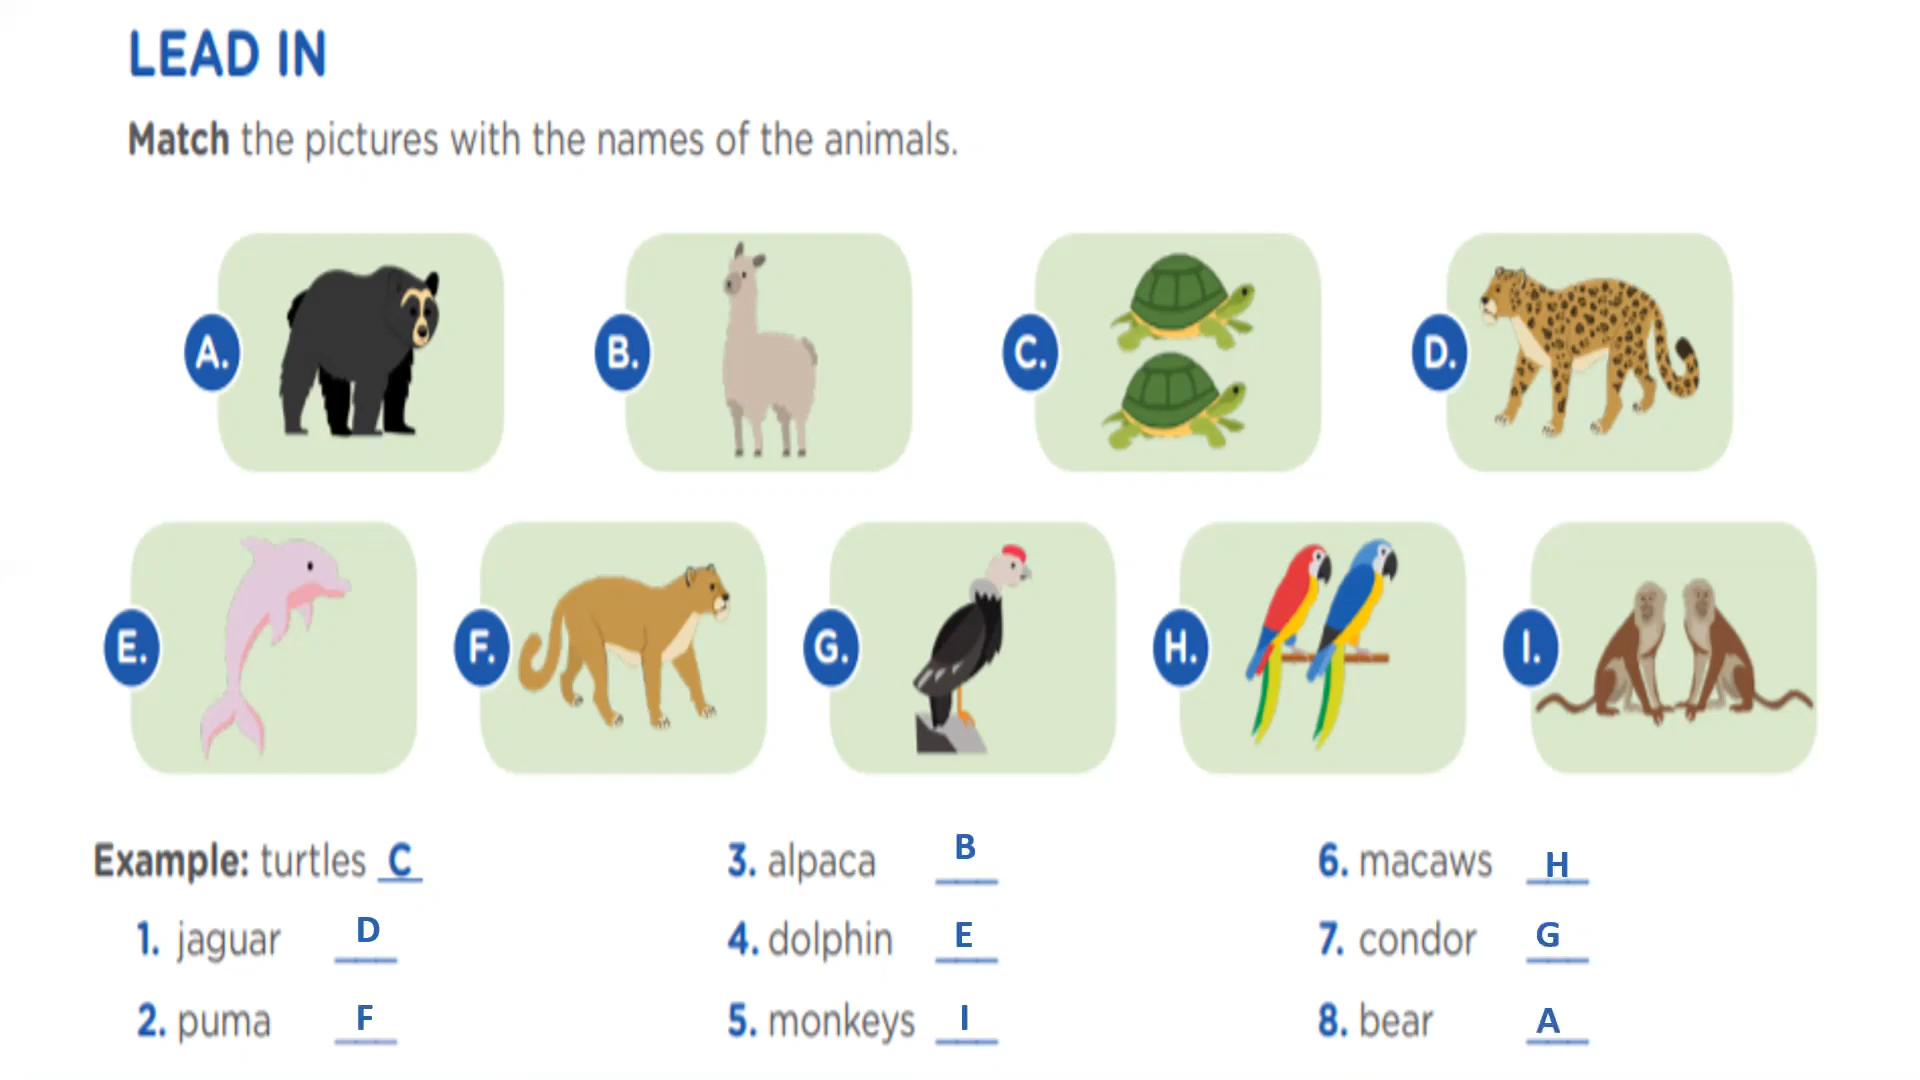 LEAD IN
Match the pictures with the names of the animals.
A.
B.
C.
D.
E.
F.
G.
H.
I.
Example: turtles C
1. jaguar D
2. puma F
3. alpaca B
4. dolphin E
5. monkeys I
6. macaws H
7. condor G
8. bear A